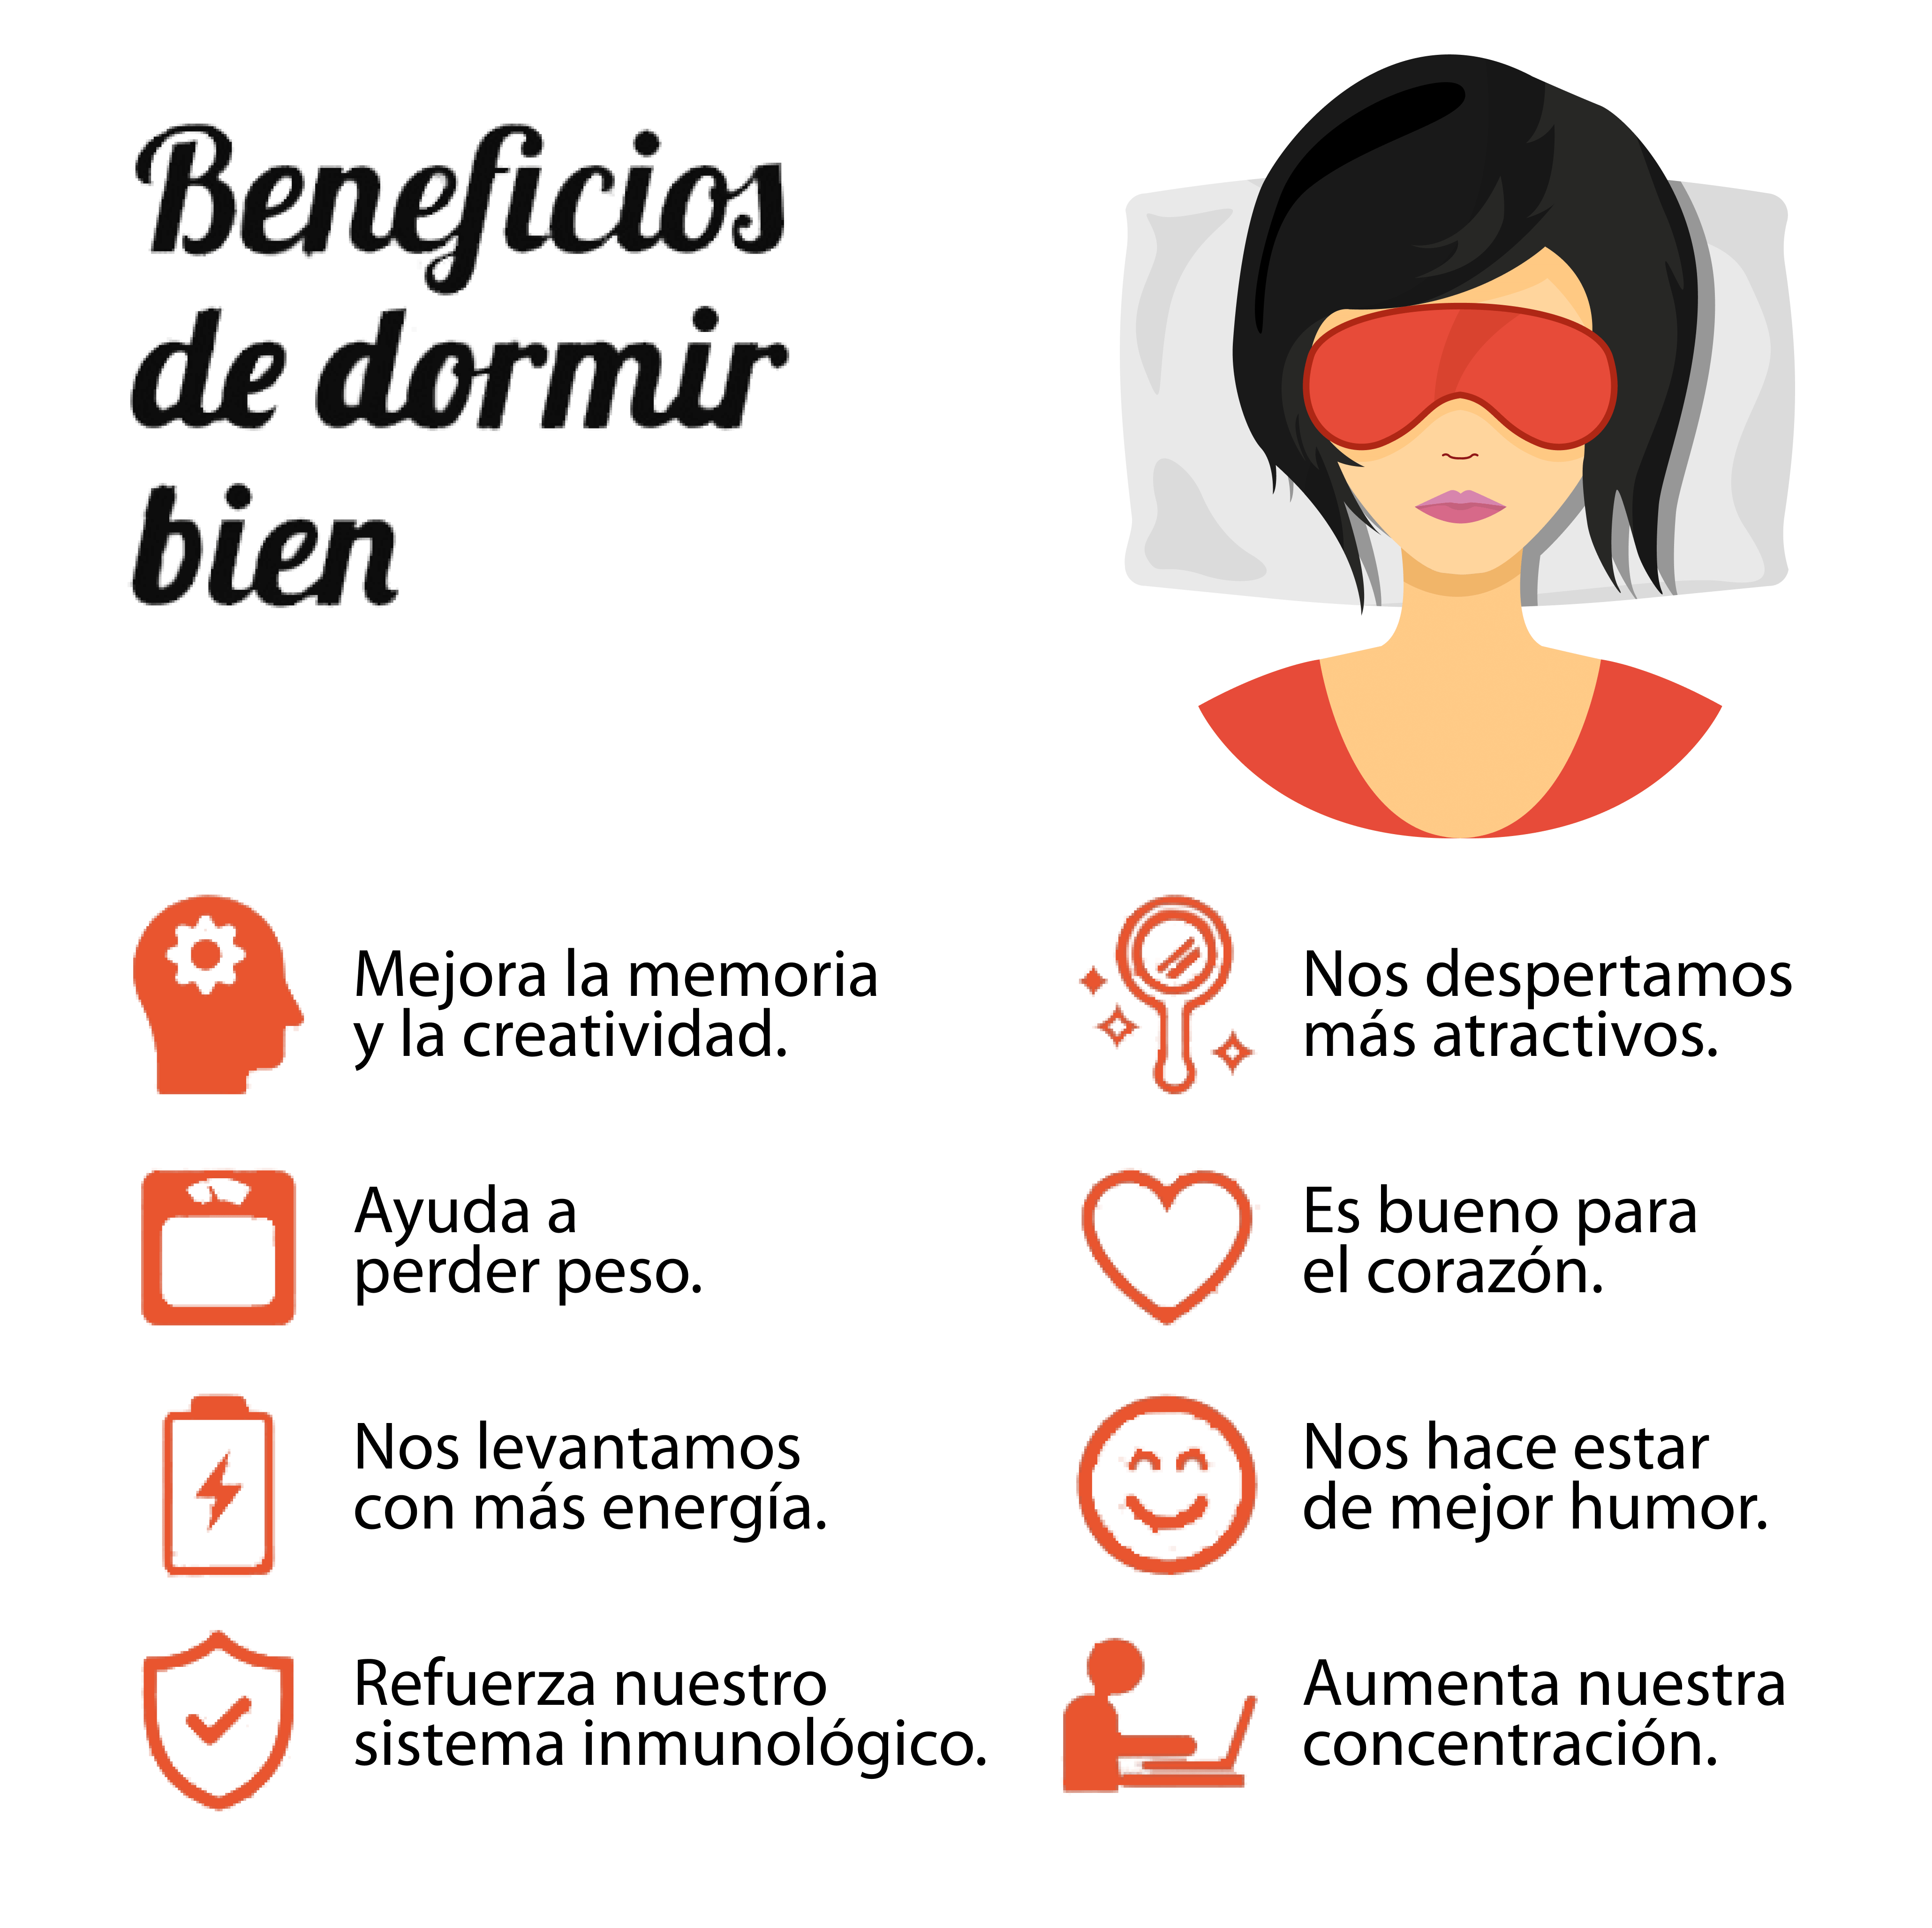 Beneficios
de dormir
bien
Mejora la memoria
y la creatividad.
Nos despertamos
más atractivos.
Ayuda a
perder peso.
Es bueno para
el corazón.
Nos levantamos
con más energía.
Nos hace estar
de mejor humor.
Refuerza nuestro
sistema inmunológico.
Aumenta nuestra
concentración.